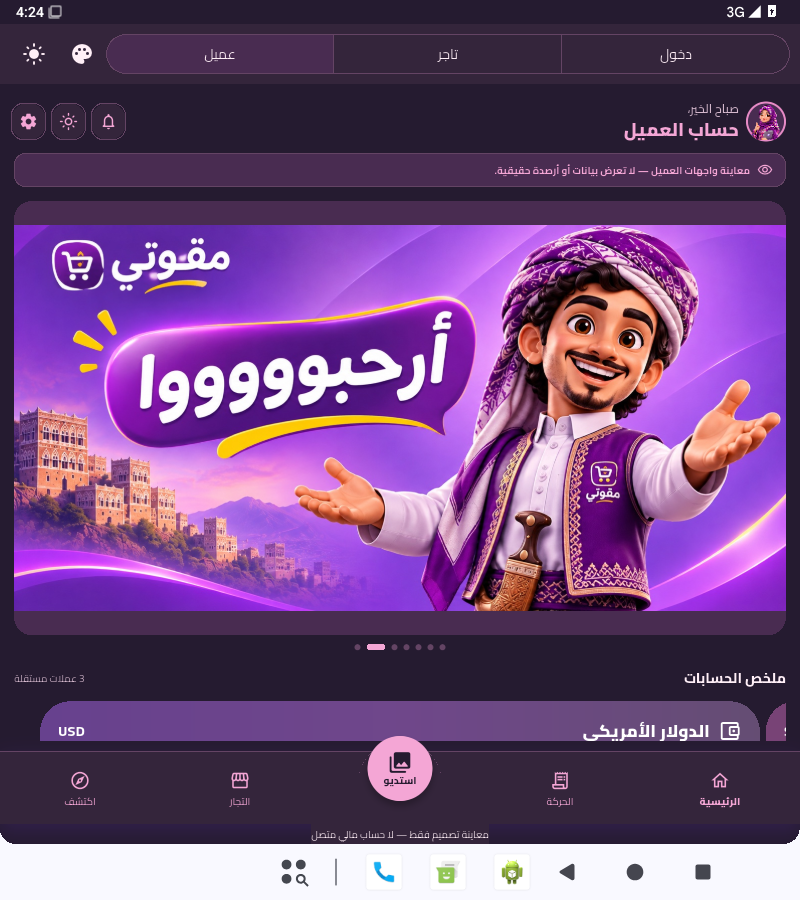 4:24
3G
عميل
تاجر
دخول
صباح الخير،
حساب العميل
معاينة واجهات العميل — لا تعرض بيانات أو أرصدة حقيقية.
مقوتي
أرحبوووووا
مقوتي
ملخص الحسابات
3 عملات مستقلة
الدولار الأمريكي
USD
الرئيسية
الحركة
استديو
التجار
اكتشف
معاينة تصميم فقط — لا حساب مالي متصل